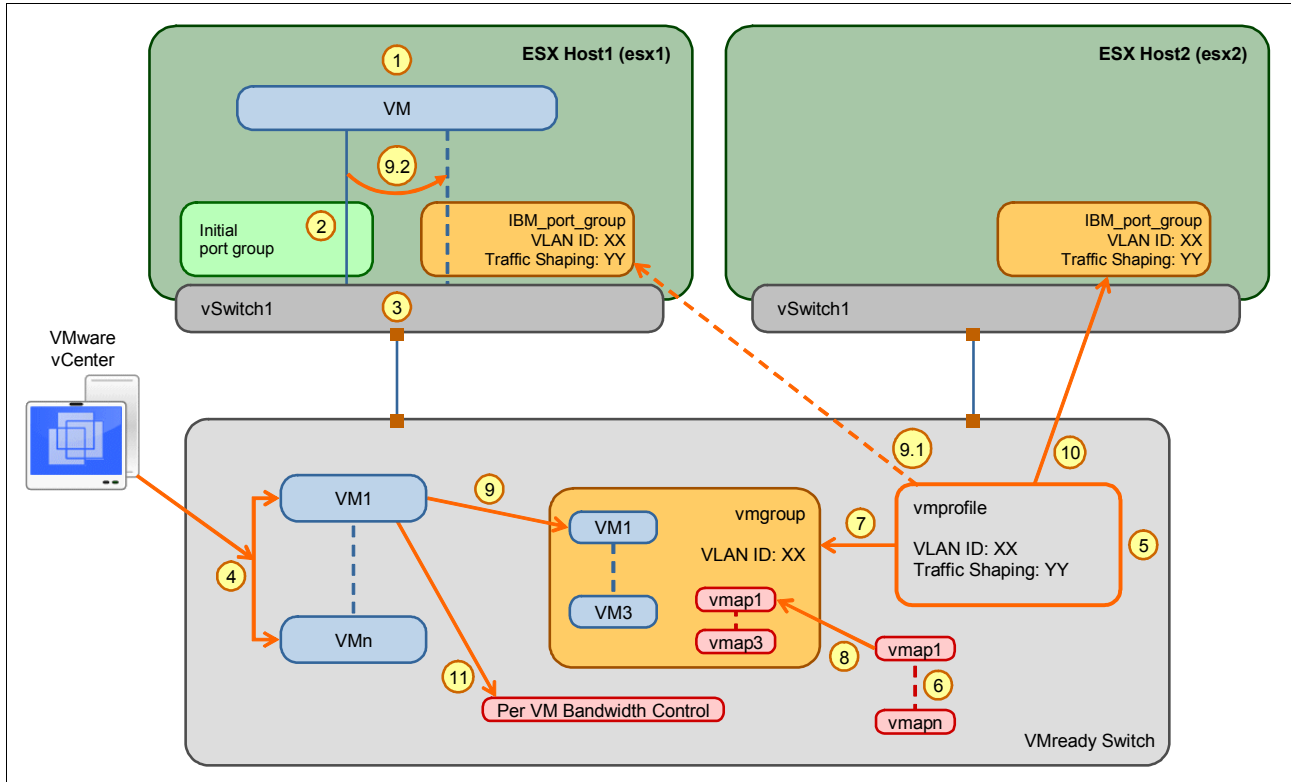 ESX Host1 (esx1)
1
VM
9.2
Initial
port group
2
IBM_port_group
VLAN ID: XX
Traffic Shaping: YY
vSwitch1
3
ESX Host2 (esx2)
IBM_port_group
VLAN ID: XX
Traffic Shaping: YY
vSwitch1
VMware
vCenter
4
VM1
VMn
9
11
Per VM Bandwidth Control
VM1
VM3
vmgroup
VLAN ID: XX
vmap1
vmap3
7
8
9.1
10
vmprofile
VLAN ID: XX
Traffic Shaping: YY
5
vmap1
6
vmapn
VMready Switch